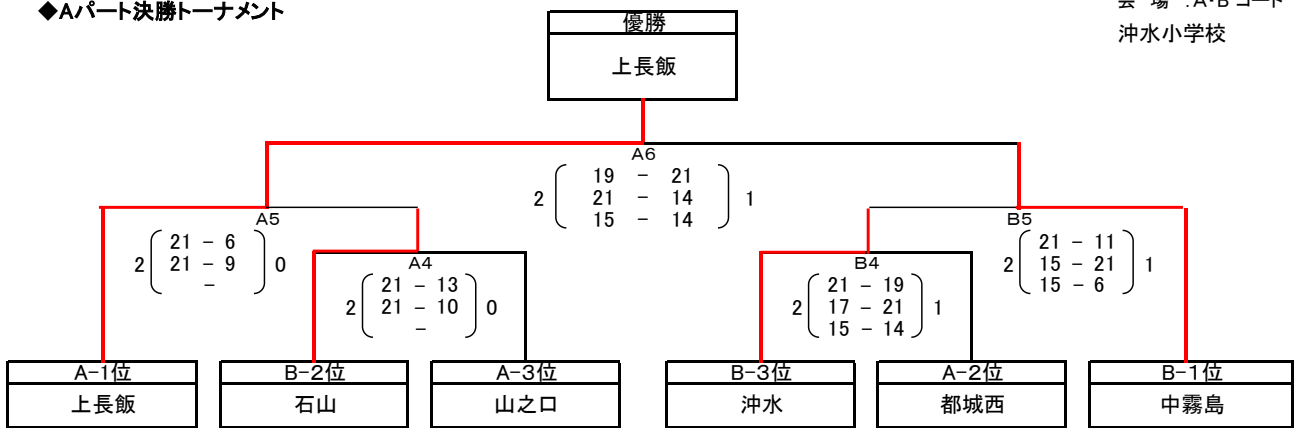 ◆Aパート決勝トーナメント
会 場 :A・Bコート
沖水小学校
優勝
上長飯
A6
2 19 - 21 1
21 - 14
15 - 14
A5
2 21 - 6 0
21 - 9
-
B5
2 21 - 11 1
15 - 21
15 - 6
A4
2 21 - 13 0
21 - 10
-
B4
2 21 - 19 1
17 - 21
15 - 14
A-1位 B-2位 A-3位 B-3位 A-2位 B-1位
上長飯 石山 山之口 沖水 都城西 中霧島